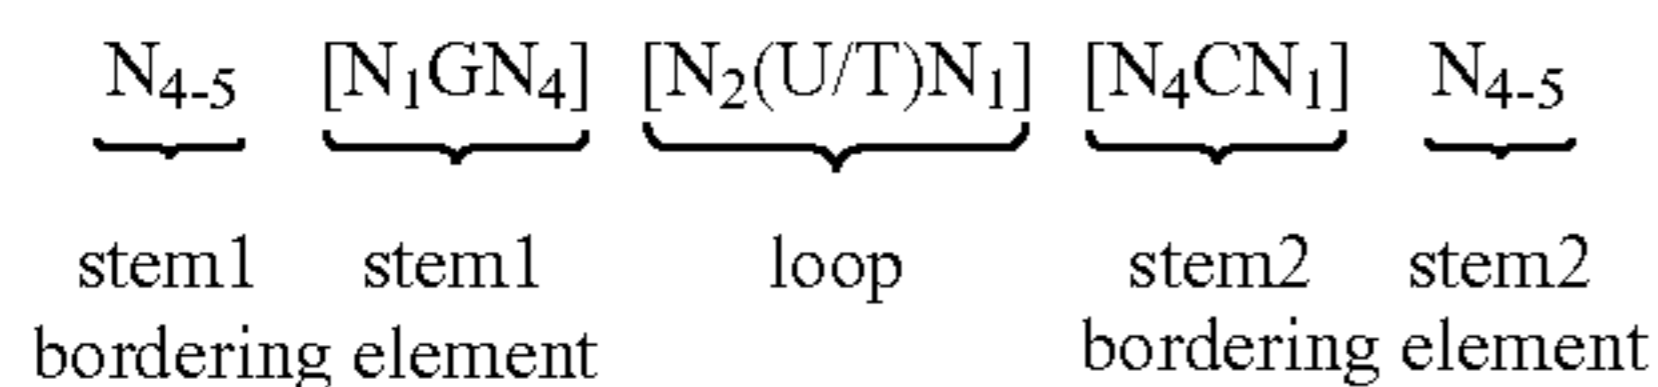 N4-5 [N1GN4] [N2(U/T)N1] [N4CN1] N4-5
stem1 stem1 loop stem2 stem2
bordering element bordering element